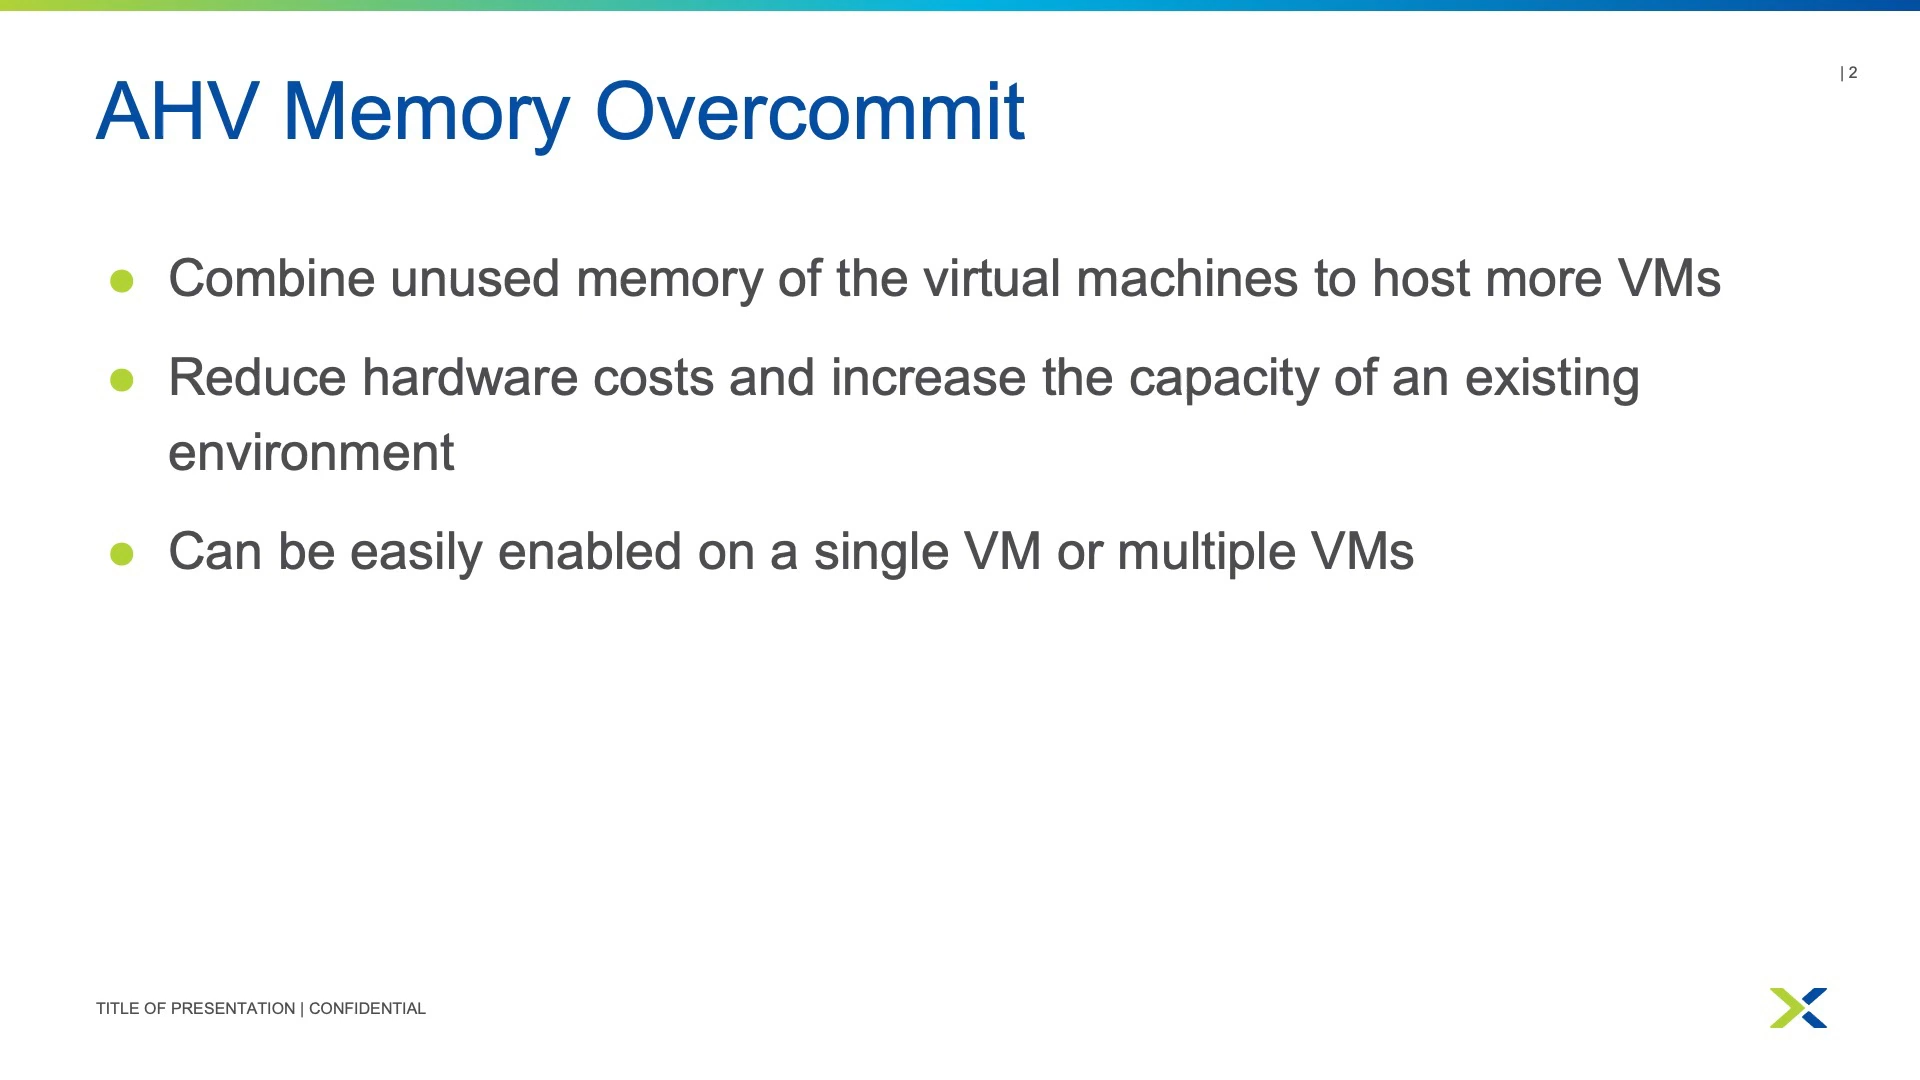 | 2
AHV Memory Overcommit
● Combine unused memory of the virtual machines to host more VMs
● Reduce hardware costs and increase the capacity of an existing
environment
● Can be easily enabled on a single VM or multiple VMs
TITLE OF PRESENTATION | CONFIDENTIAL